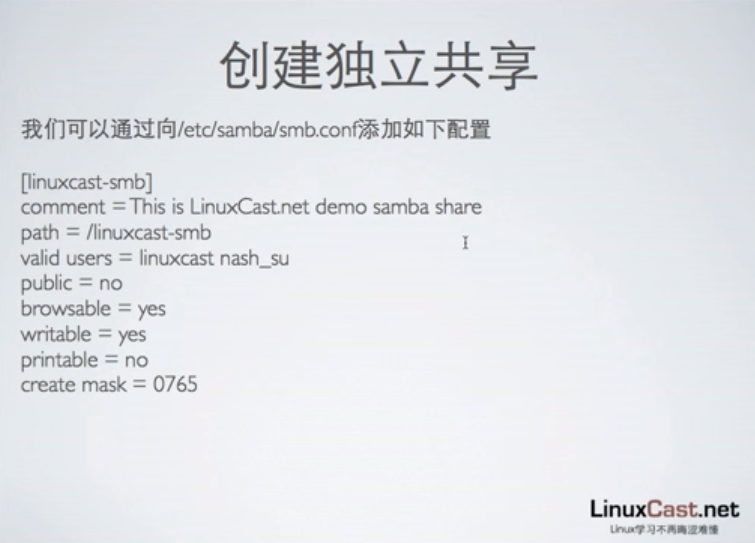 创建独立共享
我们可以通过向/etc/samba/smb.conf添加如下配置
[linuxcast-smb]
comment = This is LinuxCast.net demo samba share
path = /linuxcast-smb
valid users = linuxcast nash_su
public = no
browsable = yes
writable = yes
printable = no
create mask = 0765
LinuxCast.net
Linux学习不再晦涩难懂